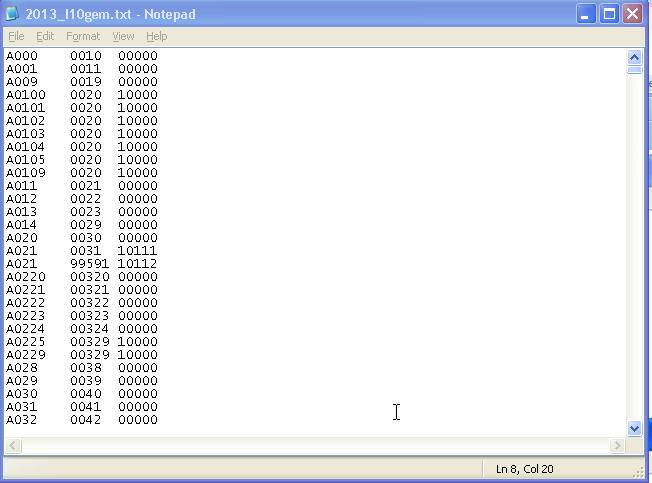 2013_I10gem.txt - Notepad
File Edit Format View Help
A000 0010 00000
A001 0011 00000
A009 0019 00000
A0100 0020 10000
A0101 0020 10000
A0102 0020 10000
A0103 0020 10000
A0104 0020 10000
A0105 0020 10000
A0109 0020 10000
A011 0021 00000
A012 0022 00000
A013 0023 00000
A014 0029 00000
A020 0030 00000
A021 0031 10111
A021 99591 10112
A0220 00320 00000
A0221 00321 00000
A0222 00322 00000
A0223 00323 00000
A0224 00324 00000
A0225 00329 10000
A0229 00329 10000
A028 0038 00000
A029 0039 00000
A030 0040 00000
A031 0041 00000
A032 0042 00000
Ln 8, Col 20